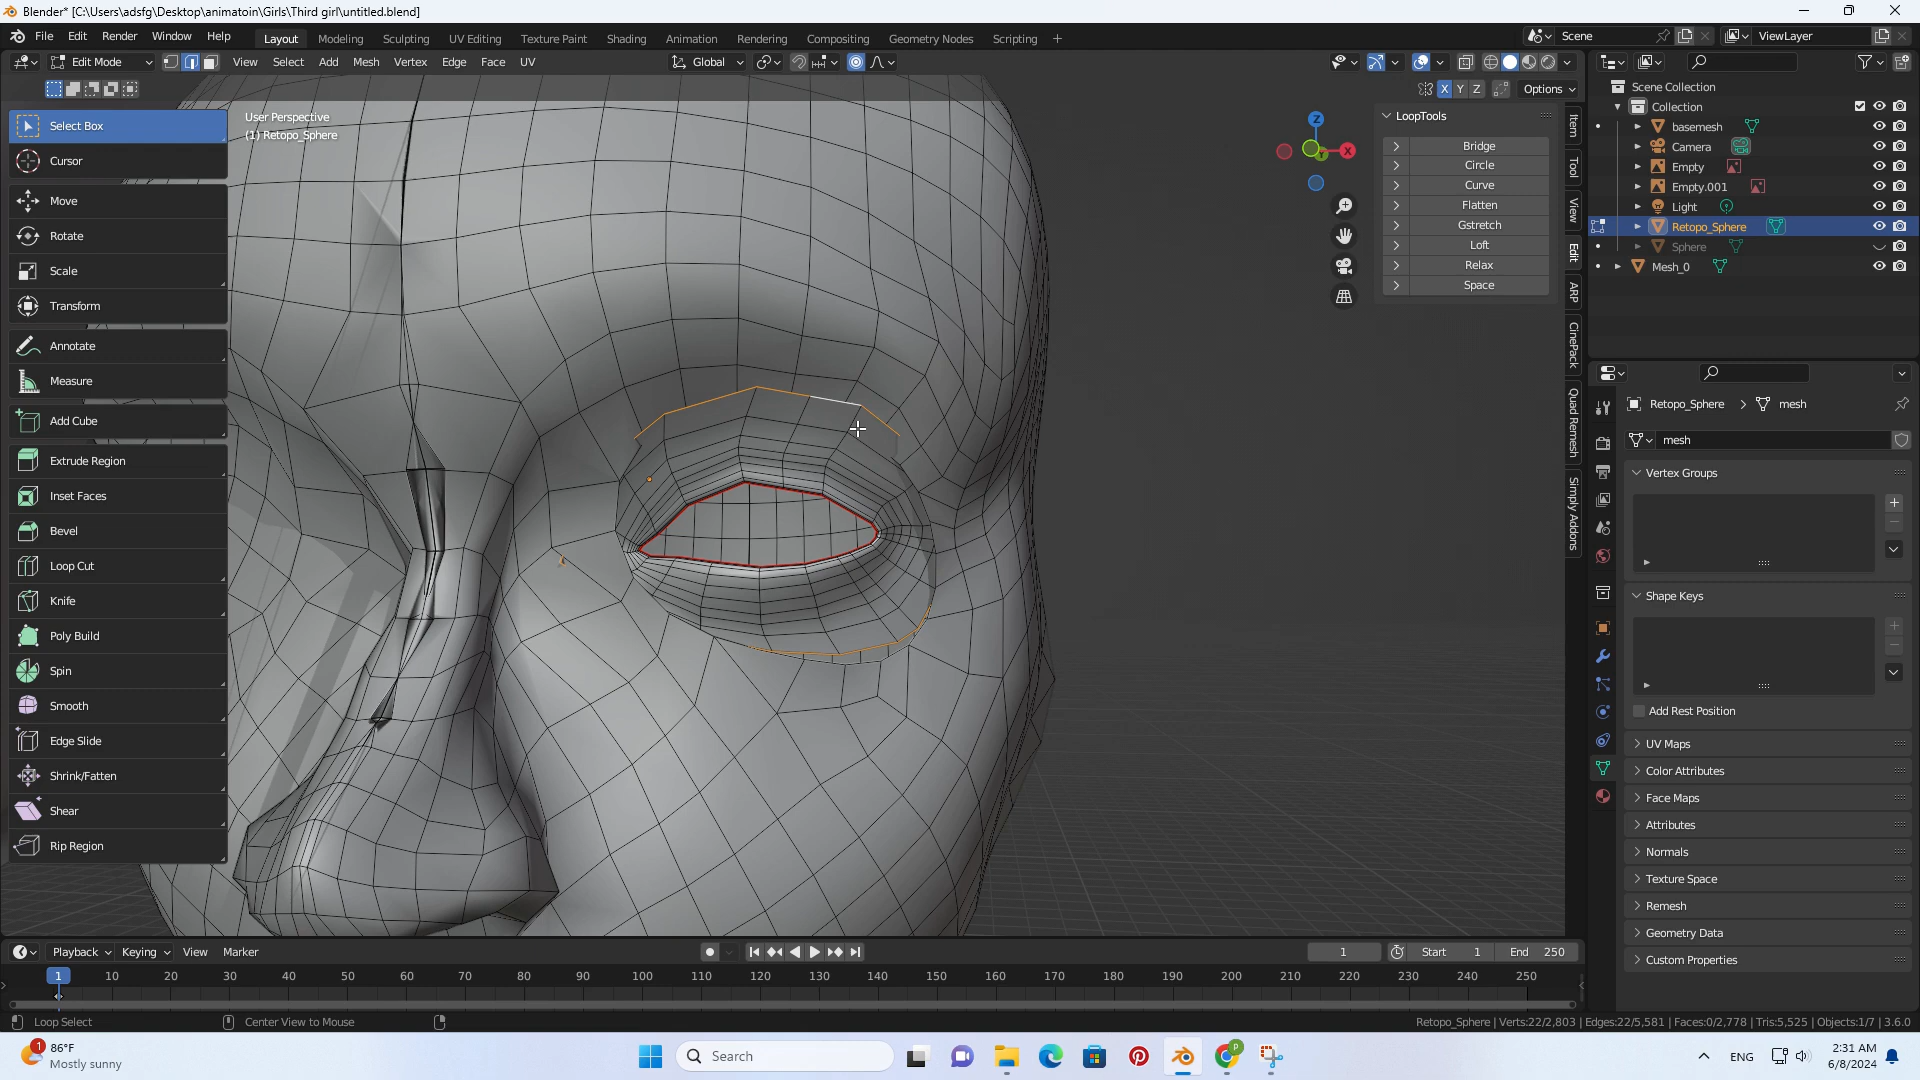 Blender* [C:\Users\adsfg\Desktop\animatoin\Girls\Third girl\untitled.blend]
File Edit Render Window Help Layout Modeling Sculpting UV Editing Texture Paint Shading Animation Rendering Compositing Geometry Nodes Scripting + Scene ViewLayer
Edit Mode View Select Add Mesh Vertex Edge Face UV Global
X Y Z Options
Select Box
Cursor
Move
Rotate
Scale
Transform
Annotate
Measure
Add Cube
Extrude Region
Inset Faces
Bevel
Loop Cut
Knife
Poly Build
Spin
Smooth
Edge Slide
Shrink/Fatten
Shear
Rip Region
User Perspective
(1) Retopo_Sphere
Z
X
LoopTools
Bridge
Circle
Curve
Flatten
Gstretch
Loft
Relax
Space
Item
Tool
View
Edit
ARP
CinePack
Quad Remesh
Simply Addons
Scene Collection
Collection
basemesh
Camera
Empty
Empty.001
Light
Retopo_Sphere
Sphere
Mesh_0
Retopo_Sphere > mesh
mesh
Vertex Groups
Shape Keys
Add Rest Position
UV Maps
Color Attributes
Face Maps
Attributes
Normals
Texture Space
Remesh
Geometry Data
Custom Properties
Playback Keying View Marker 1 Start 1 End 250
1 10 20 30 40 50 60 70 80 90 100 110 120 130 140 150 160 170 180 190 200 210 220 230 240 250
Loop Select Center View to Mouse Retopo_Sphere | Verts:22/2,803 | Edges:22/5,581 | Faces:0/2,778 | Tris:5,525 | Objects:1/7 | 3.6.0
1
86°F
Mostly sunny
Search
P
ENG
2:31 AM
6/8/2024